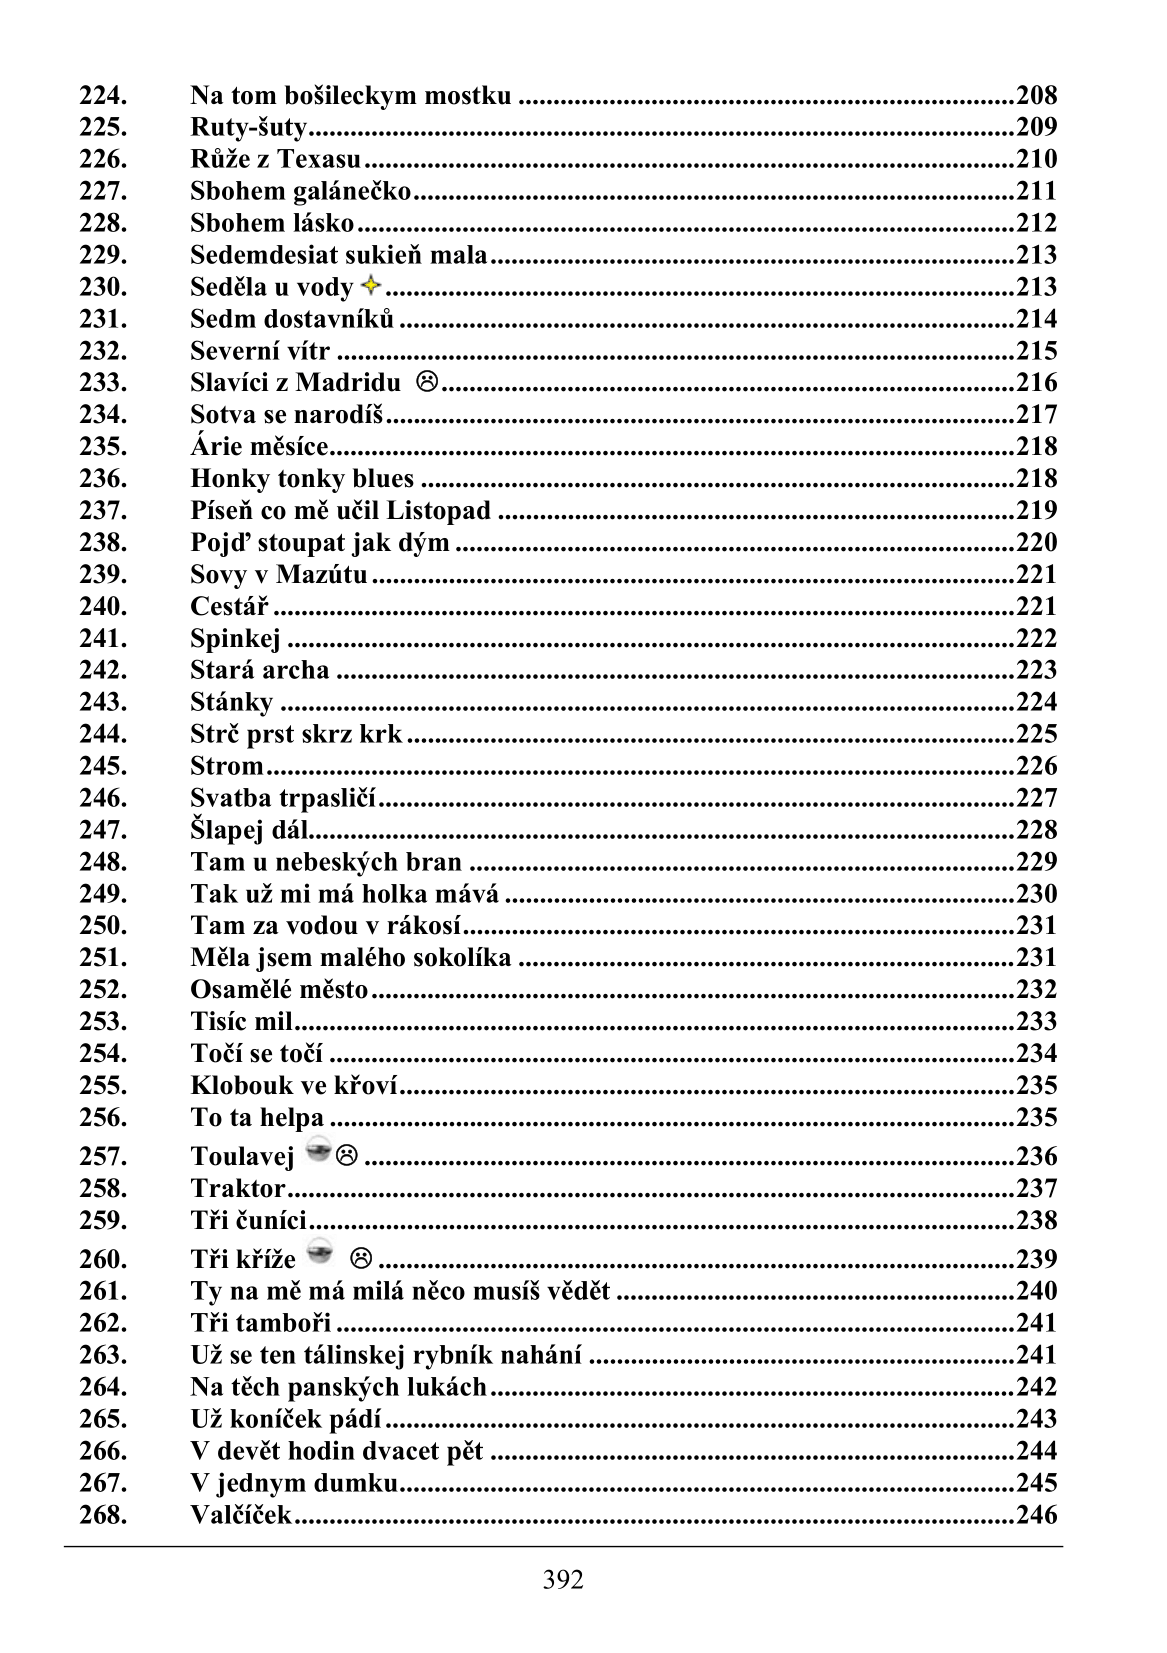 224. Na tom bošileckym mostku ........................................................................208
225. Ruty-šuty........................................................................209
226. Růže z Texasu........................................................................210
227. Sbohem galánečko........................................................................211
228. Sbohem lásko........................................................................212
229. Sedemdesiat sukieň mala........................................................................213
230. Seděla u vody ........................................................................213
231. Sedm dostavníků ........................................................................214
232. Severní vítr ........................................................................215
233. Slavíci z Madridu ☹........................................................................216
234. Sotva se narodíš........................................................................217
235. Árie měsíce........................................................................218
236. Honky tonky blues ........................................................................218
237. Píseň co mě učil Listopad ........................................................................219
238. Pojď stoupat jak dým ........................................................................220
239. Sovy v Mazútu ........................................................................221
240. Cestář ........................................................................221
241. Spinkej ........................................................................222
242. Stará archa ........................................................................223
243. Stánky ........................................................................224
244. Strč prst skrz krk ........................................................................225
245. Strom........................................................................226
246. Svatba trpasličí........................................................................227
247. Šlapej dál........................................................................228
248. Tam u nebeských bran ........................................................................229
249. Tak už mi má holka mává ........................................................................230
250. Tam za vodou v rákosí........................................................................231
251. Měla jsem malého sokolíka ........................................................................231
252. Osamělé město........................................................................232
253. Tisíc mil........................................................................233
254. Točí se točí ........................................................................234
255. Klobouk ve křoví........................................................................235
256. To ta helpa ........................................................................235
257. Toulavej ☹ ........................................................................236
258. Traktor........................................................................237
259. Tři čuníci........................................................................238
260. Tři kříže ☹ ........................................................................239
261. Ty na mě má milá něco musíš vědět ........................................................................240
262. Tři tamboři ........................................................................241
263. Už se ten tálinskej rybník nahání ........................................................................241
264. Na těch panských lukách........................................................................242
265. Už koníček pádí ........................................................................243
266. V devět hodin dvacet pět ........................................................................244
267. V jednym dumku........................................................................245
268. Valčíček........................................................................246
392